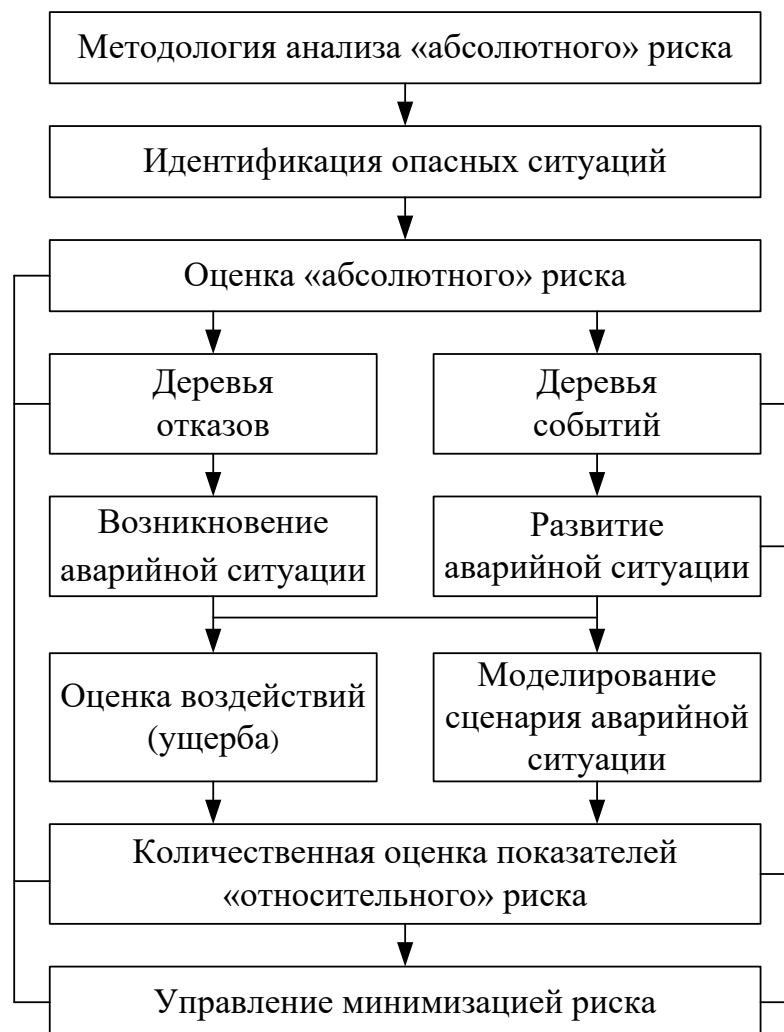 Методология анализа «абсолютного» риска
Идентификация опасных ситуаций
Оценка «абсолютного» риска
Деревья
отказов
Деревья
событий
Возникновение
аварийной ситуации
Развитие
аварийной ситуации
Оценка воздействий
(ущерба)
Моделирование
сценария аварийной
ситуации
Количественная оценка показателей
«относительного» риска
Управление минимизацией риска